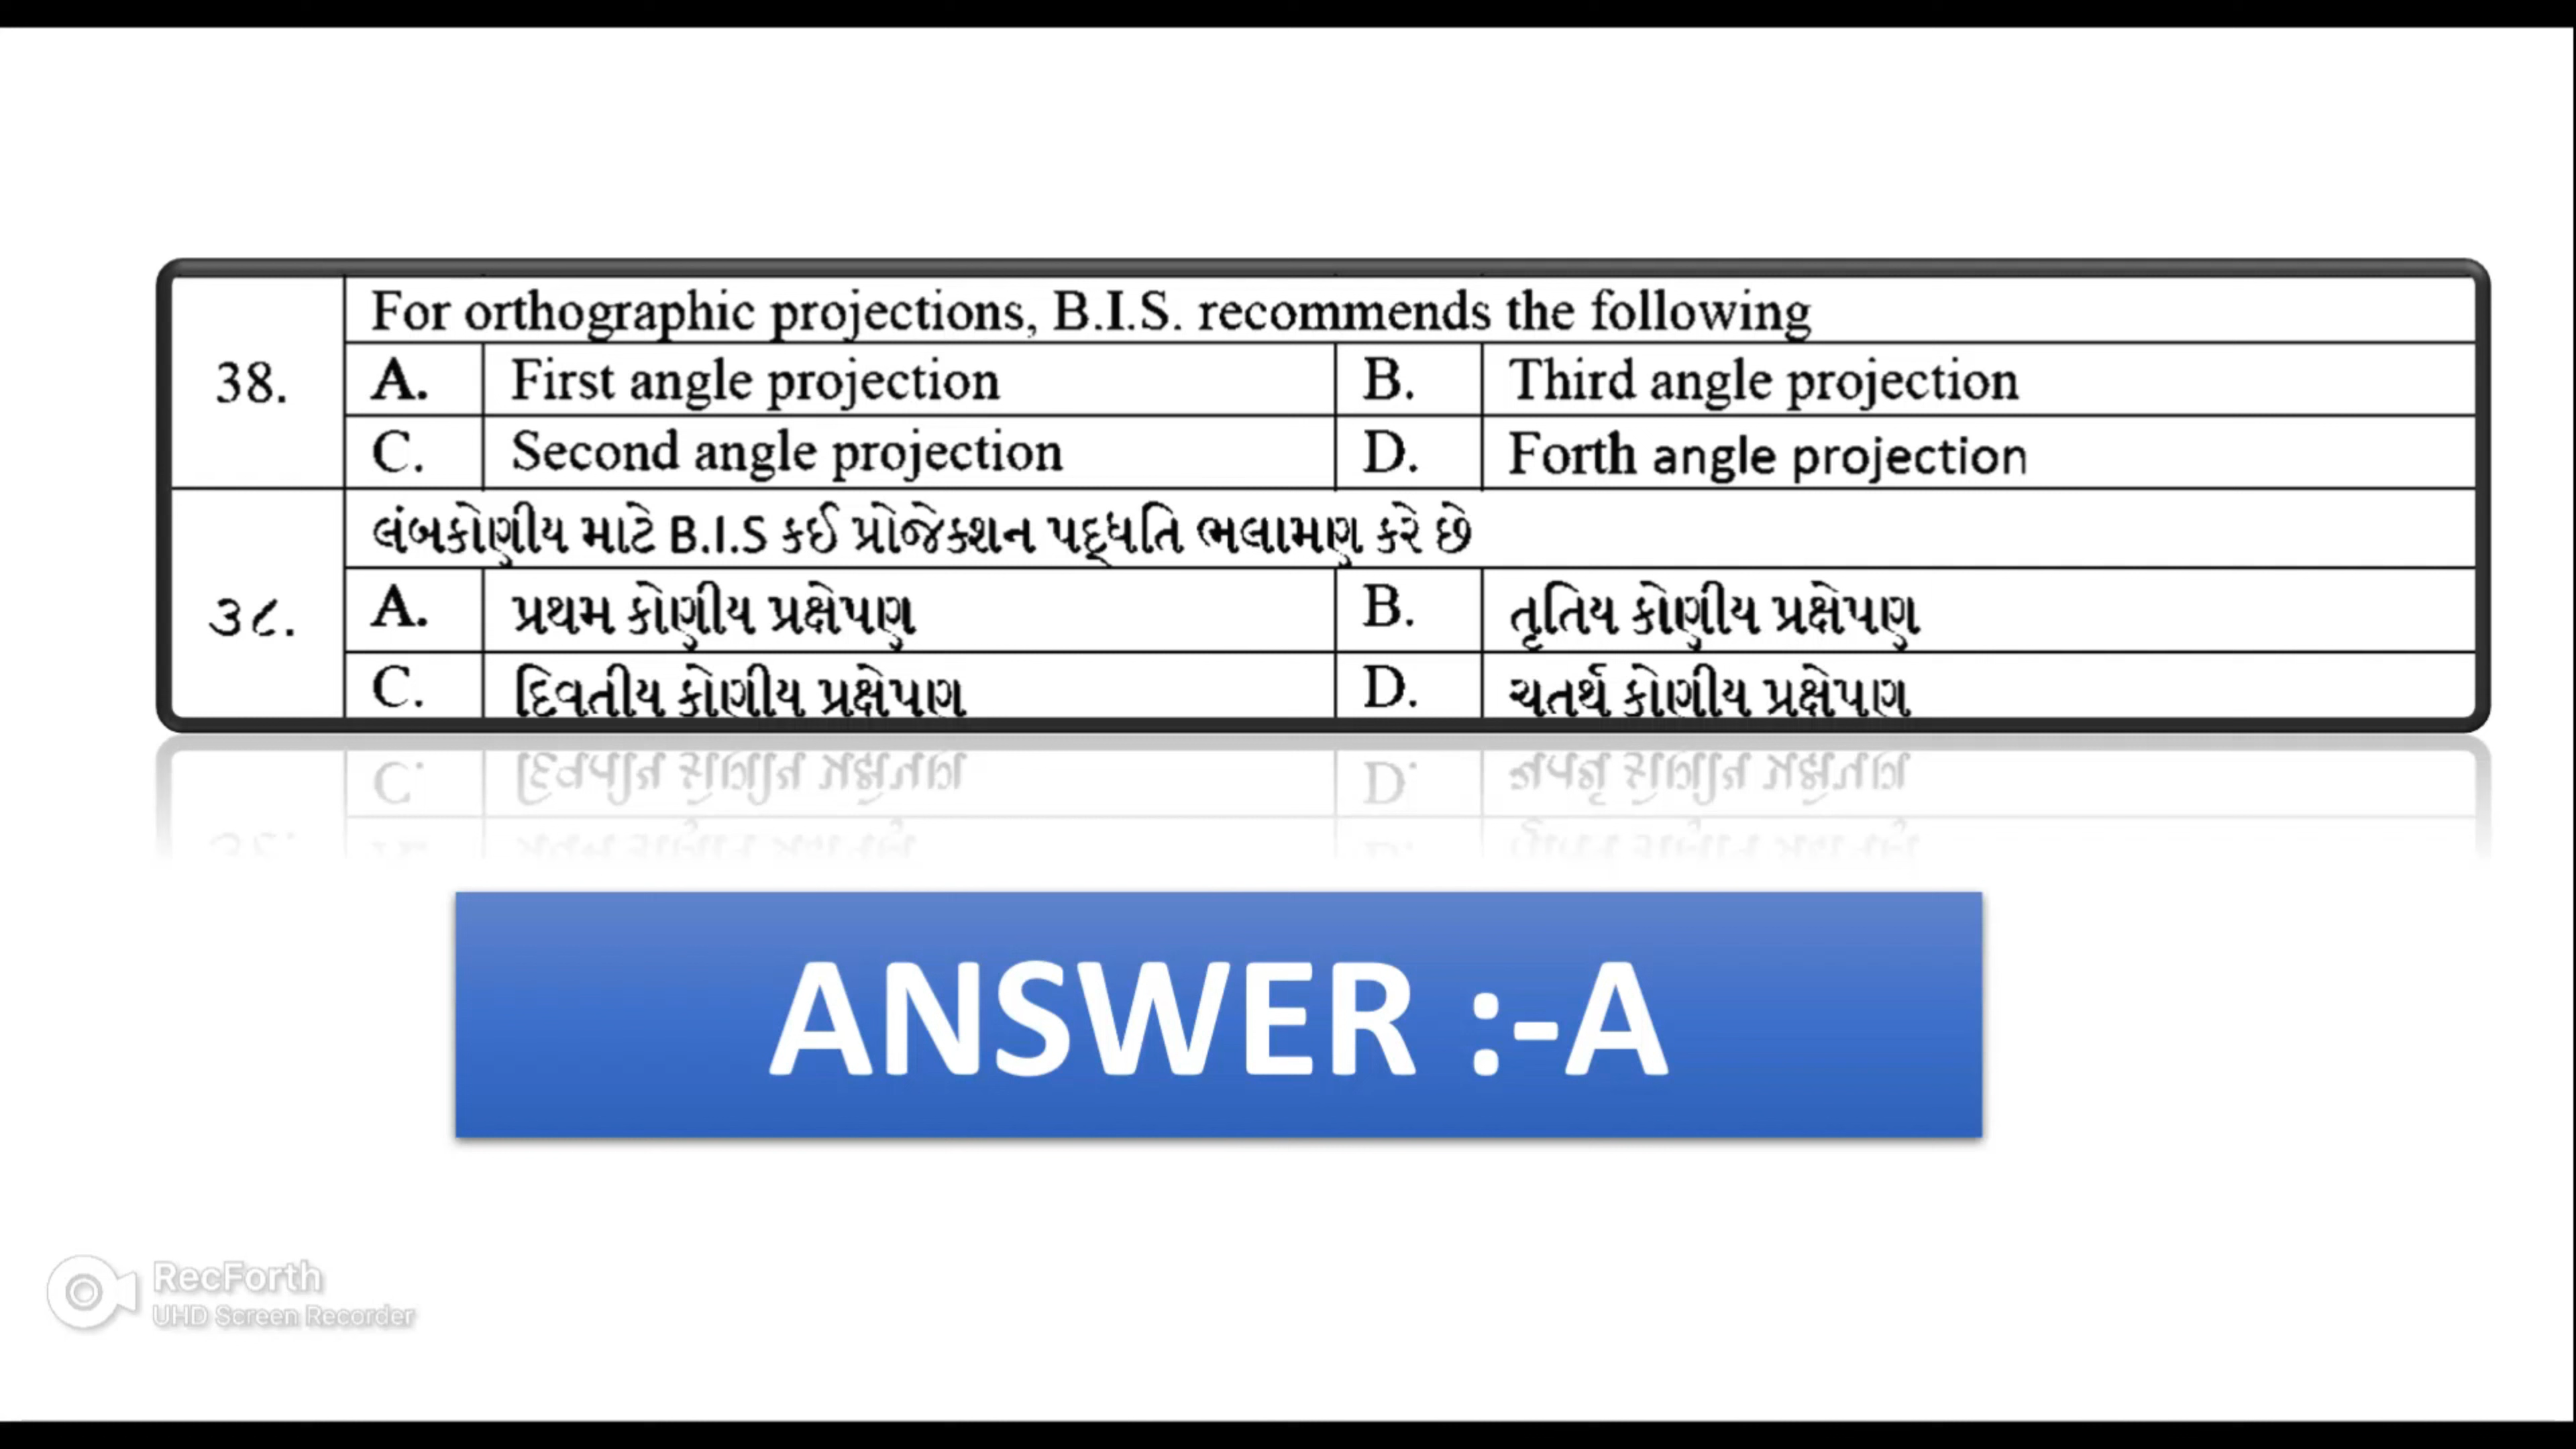 For orthographic projections, B.I.S. recommends the following
38.
A. First angle projection B. Third angle projection
C. Second angle projection D. Forth angle projection
લંબકોણીય માટે B.I.S કઈ પ્રોજેક્શન પદ્ધતિ ભલામણ કરે છે
૩૮.
A. પ્રથમ કોણીય પ્રક્ષેપણ B. તૃતિય કોણીય પ્રક્ષેપણ
C. દિવતીય કોણીય પ્રક્ષેપણ D. ચતર્થ કોણીય પ્રક્ષેપણ
ANSWER :-A
RecForth
UHD Screen Recorder